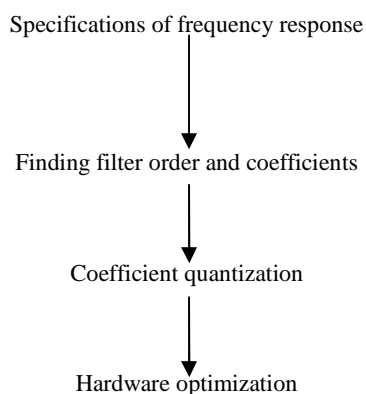 Specifications of frequency response
Finding filter order and coefficients
Coefficient quantization
Hardware optimization